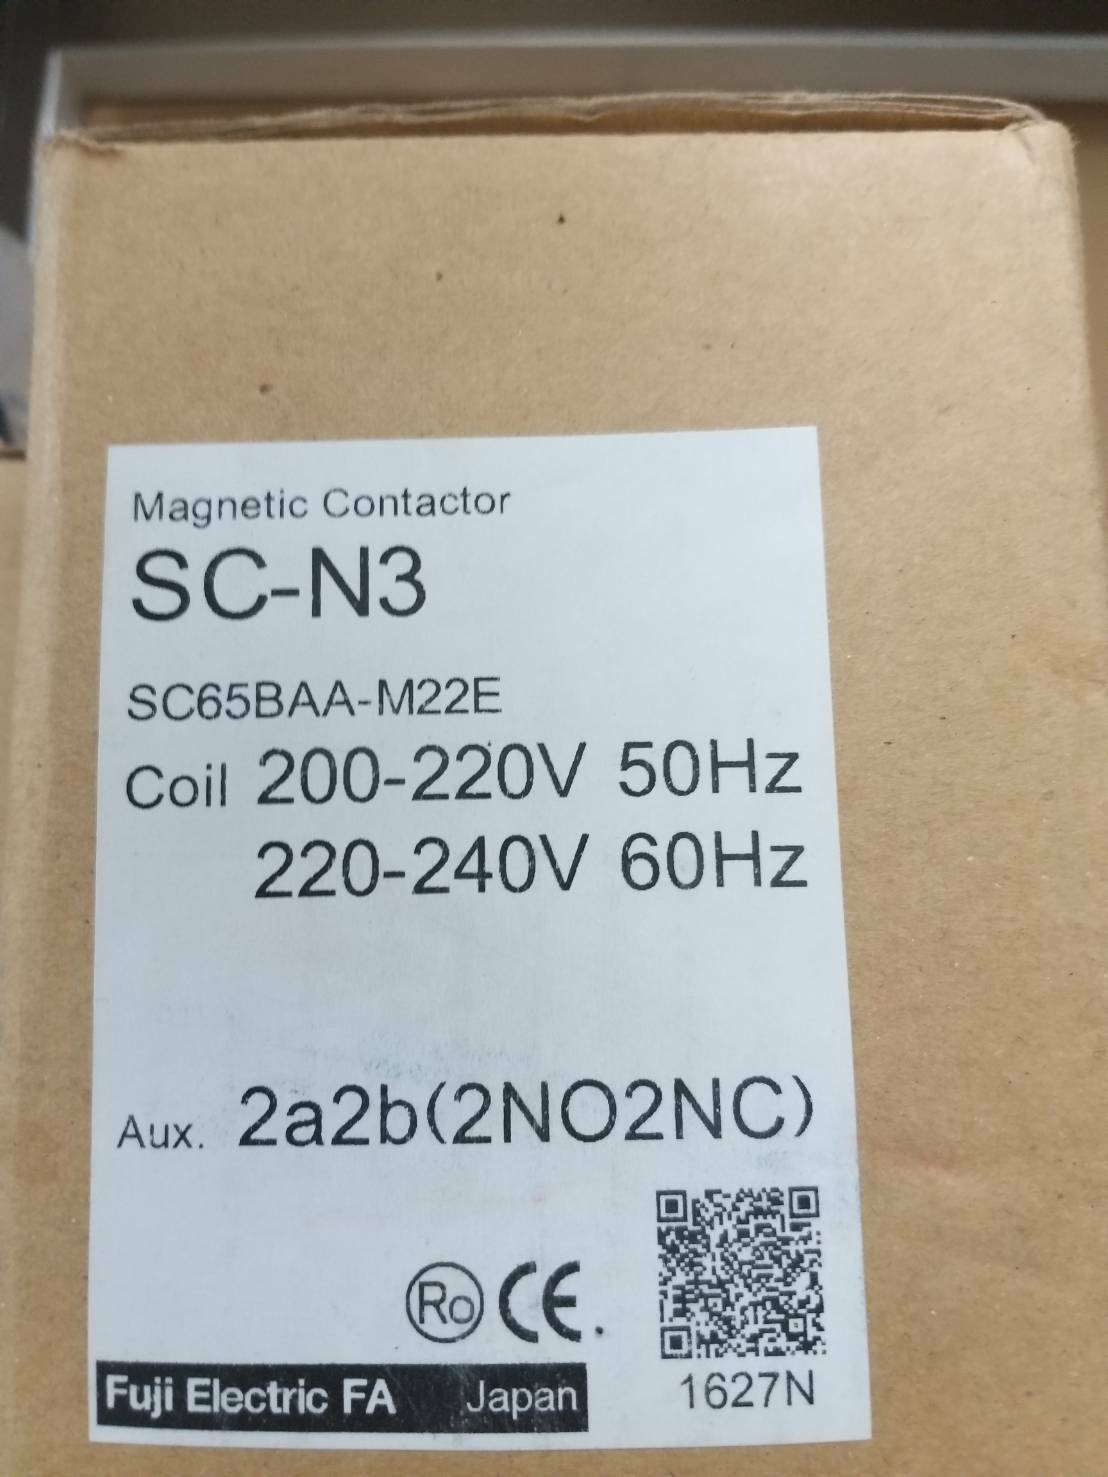 Magnetic Contactor
SC-N3
SC65BAA-M22E
Coil 200-220V 50Hz
220-240V 60Hz
Aux. 2a2b(2NO2NC)
Ro CE.
Fuji Electric FA Japan
1627N